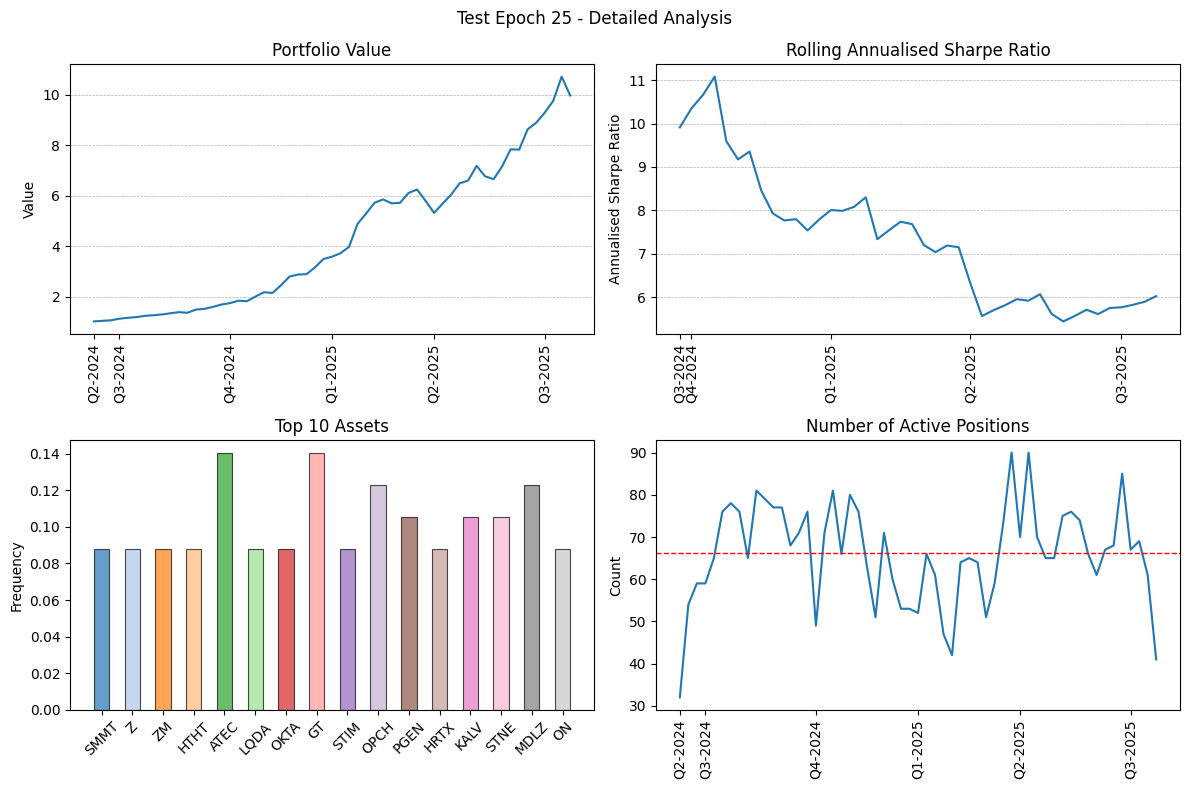 Test Epoch 25 - Detailed Analysis
Portfolio Value
Value
10
8
6
4
2
Q2-2024
Q3-2024
Q4-2024
Q1-2025
Q2-2025
Q3-2025
Rolling Annualised Sharpe Ratio
Annualised Sharpe Ratio
11
10
9
8
7
6
Q3-2024
Q4-2024
Q1-2025
Q2-2025
Q3-2025
Top 10 Assets
Frequency
0.14
0.12
0.10
0.08
0.06
0.04
0.02
0.00
SMMT
Z
ZM
HTHT
ATEC
LQDA
OKTA
GT
STIM
OPCH
PGEN
HRTX
KALV
STNE
MDLZ
ON
Number of Active Positions
Count
90
80
70
60
50
40
30
Q2-2024
Q3-2024
Q4-2024
Q1-2025
Q2-2025
Q3-2025